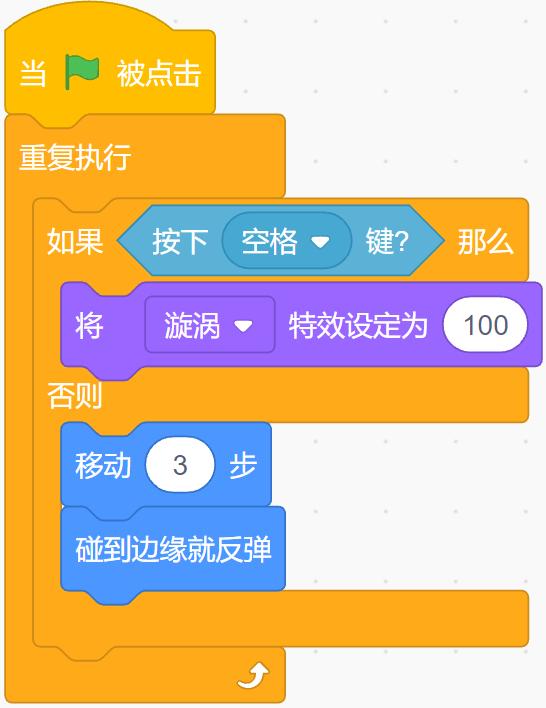 当 被点击
重复执行
如果 按下 空格 键? 那么
将 漩涡 特效设定为 100
否则
移动 3 步
碰到边缘就反弹